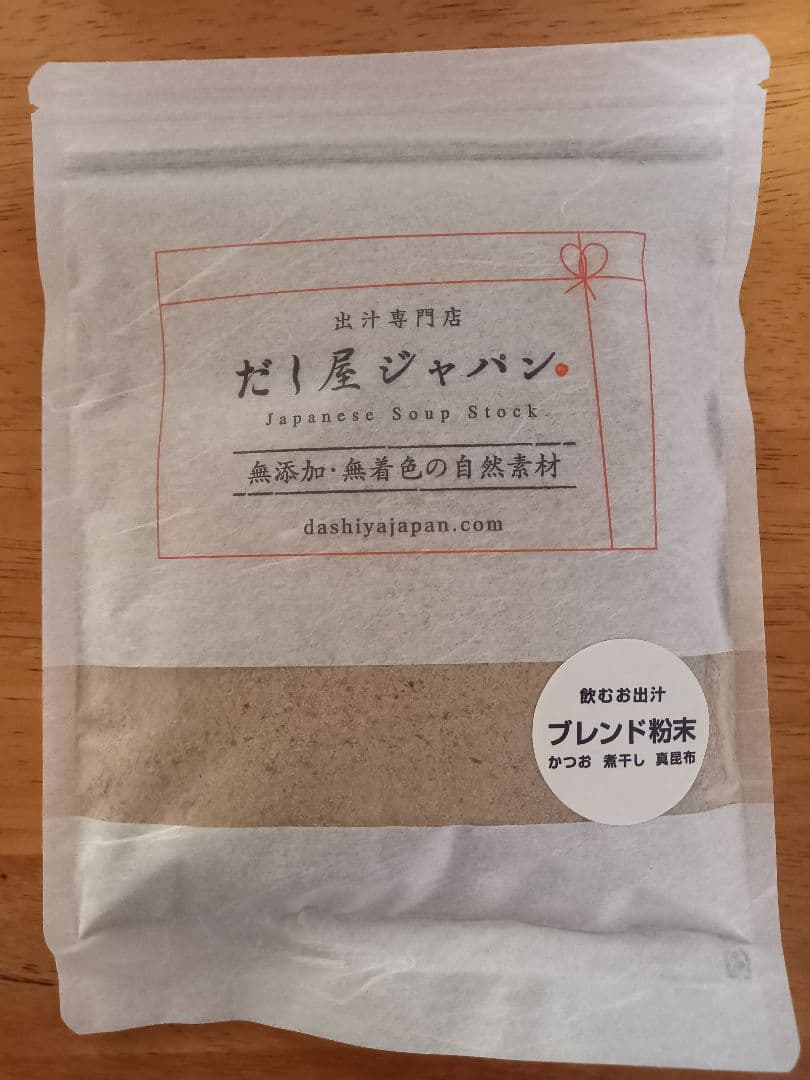 出汁専門店
だし屋ジャパン
Japanese Soup Stock
無添加・無着色の自然素材
dashiyajapan.com
飲むお出汁
ブレンド粉末
かつお 煮干し 真昆布